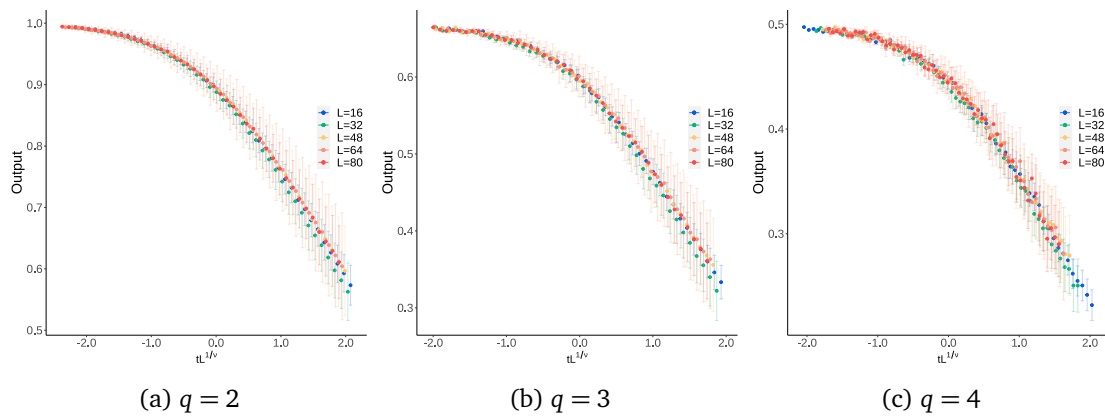 1.0
0.9
0.8
0.7
0.6
0.5
Output
-2.0 -1.0 0.0 1.0 2.0
tL^{1/ν}
L=16
L=32
L=48
L=64
L=80
(a) q = 2
0.6
0.5
0.4
0.3
Output
-2.0 -1.0 0.0 1.0 2.0
tL^{1/ν}
L=16
L=32
L=48
L=64
L=80
(b) q = 3
0.5
0.4
0.3
Output
-2.0 -1.0 0.0 1.0 2.0
tL^{1/ν}
L=16
L=32
L=48
L=64
L=80
(c) q = 4